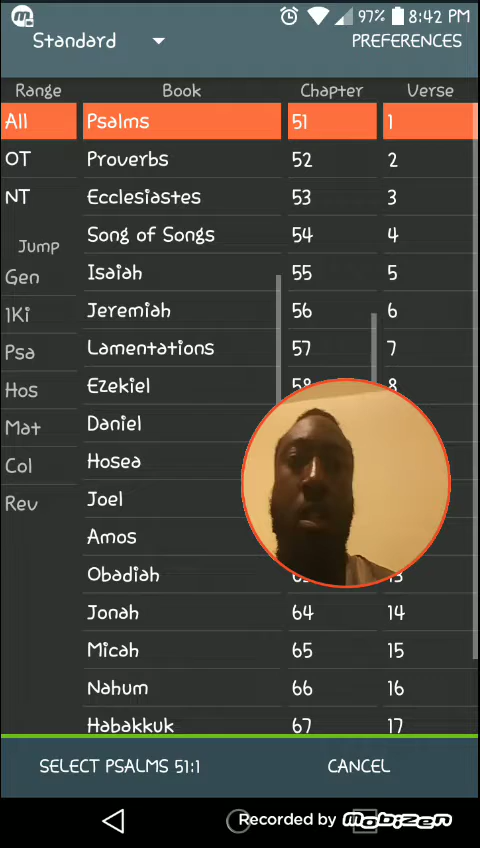 97% 8:42 PM
Standard PREFERENCES
Range Book Chapter Verse
All Psalms 51 1
OT Proverbs 52 2
NT Ecclesiastes 53 3
Jump Song of Songs 54 4
Gen Isaiah 55 5
1Ki Jeremiah 56 6
Psa Lamentations 57 7
Hos Ezekiel 58 8
Mat Daniel
Col Hosea
Rev Joel
Amos
Obadiah
Jonah 64 14
Micah 65 15
Nahum 66 16
Habakkuk 67 17
SELECT PSALMS 51:1 CANCEL
Recorded by Mobizen